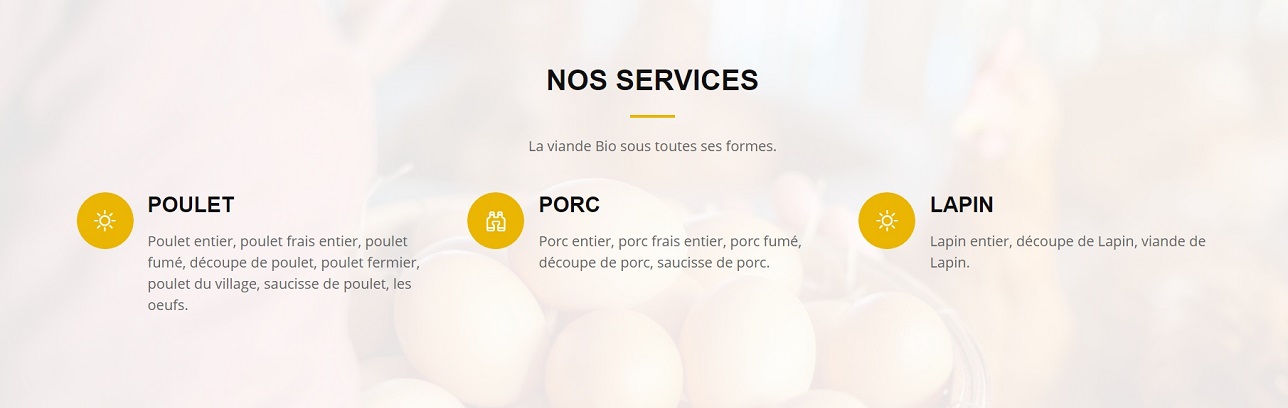 NOS SERVICES
La viande Bio sous toutes ses formes.
POULET
Poulet entier, poulet frais entier, poulet
fumé, découpe de poulet, poulet fermier,
poulet du village, saucisse de poulet, les
oeufs.
PORC
Porc entier, porc frais entier, porc fumé,
découpe de porc, saucisse de porc.
LAPIN
Lapin entier, découpe de Lapin, viande de
Lapin.